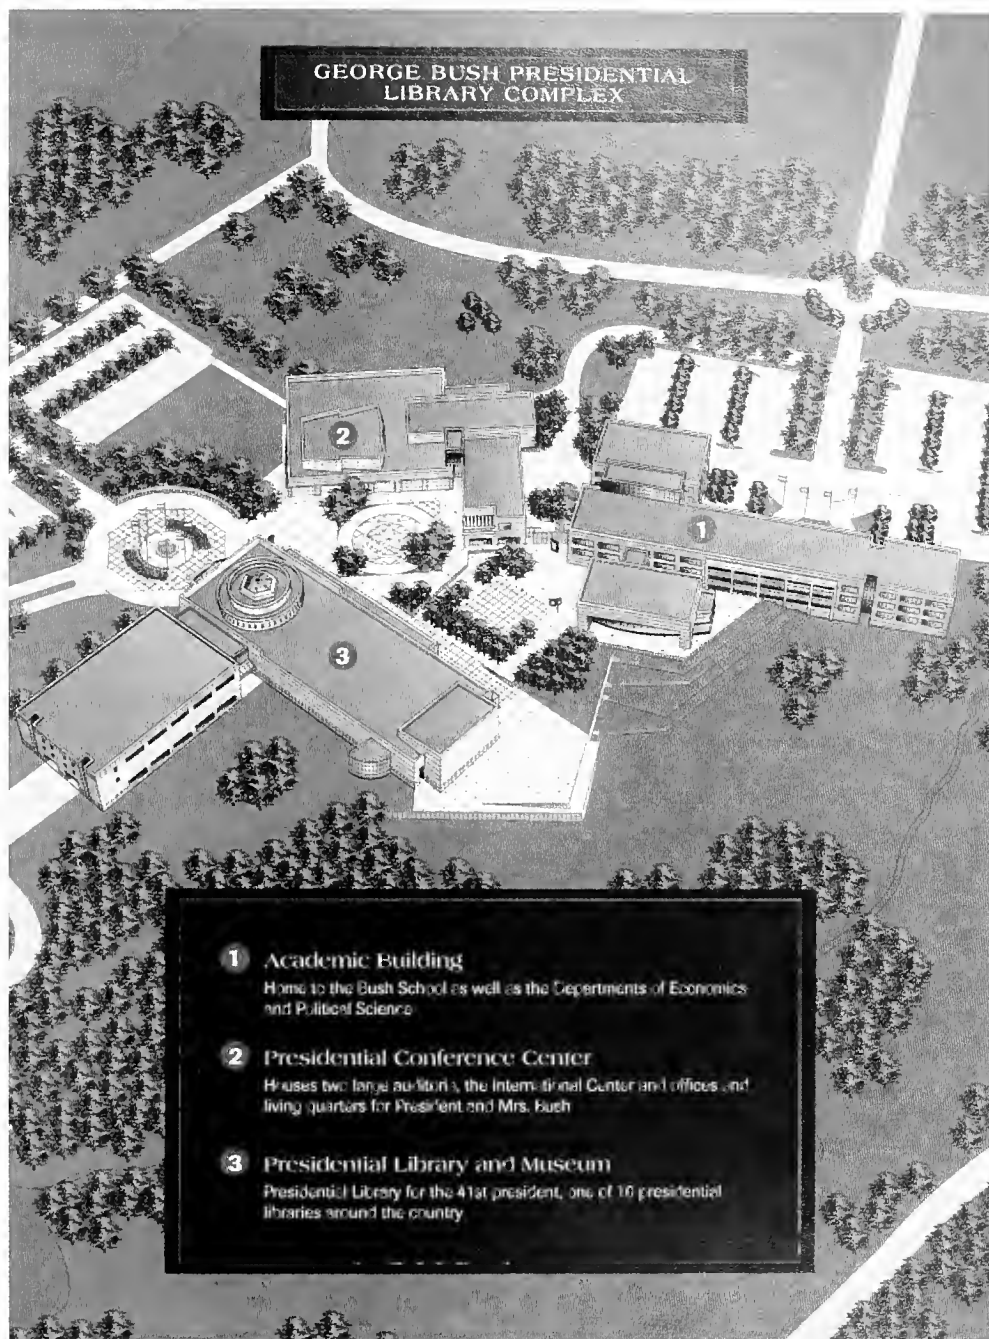 GEORGE BUSH PRESIDENTIAL
LIBRARY COMPLEX
2
1
3
1 Academic Building
Home to the Bush School as well as the Departments of Economics
and Political Science
2 Presidential Conference Center
Houses two large auditoria, the International Center and offices and
living quarters for President and Mrs. Bush
3 Presidential Library and Museum
Presidential Library for the 41st president, one of 10 presidential
libraries around the country